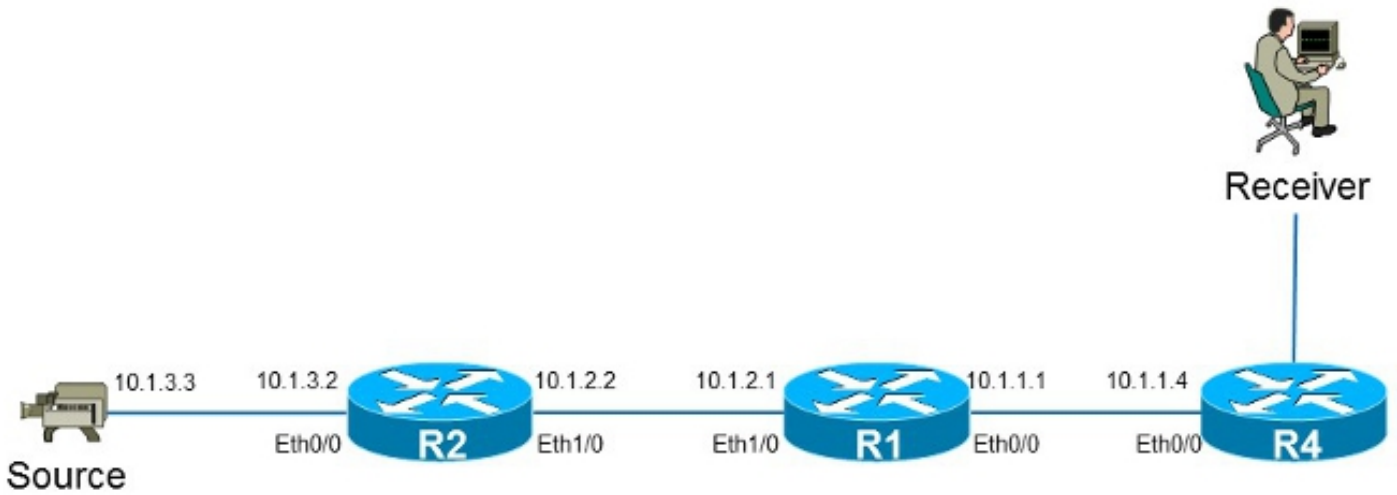 Receiver
10.1.3.3
10.1.3.2
10.1.2.2
10.1.2.1
10.1.1.1
10.1.1.4
Eth0/0
R2
Eth1/0
Eth1/0
R1
Eth0/0
Eth0/0
R4
Source